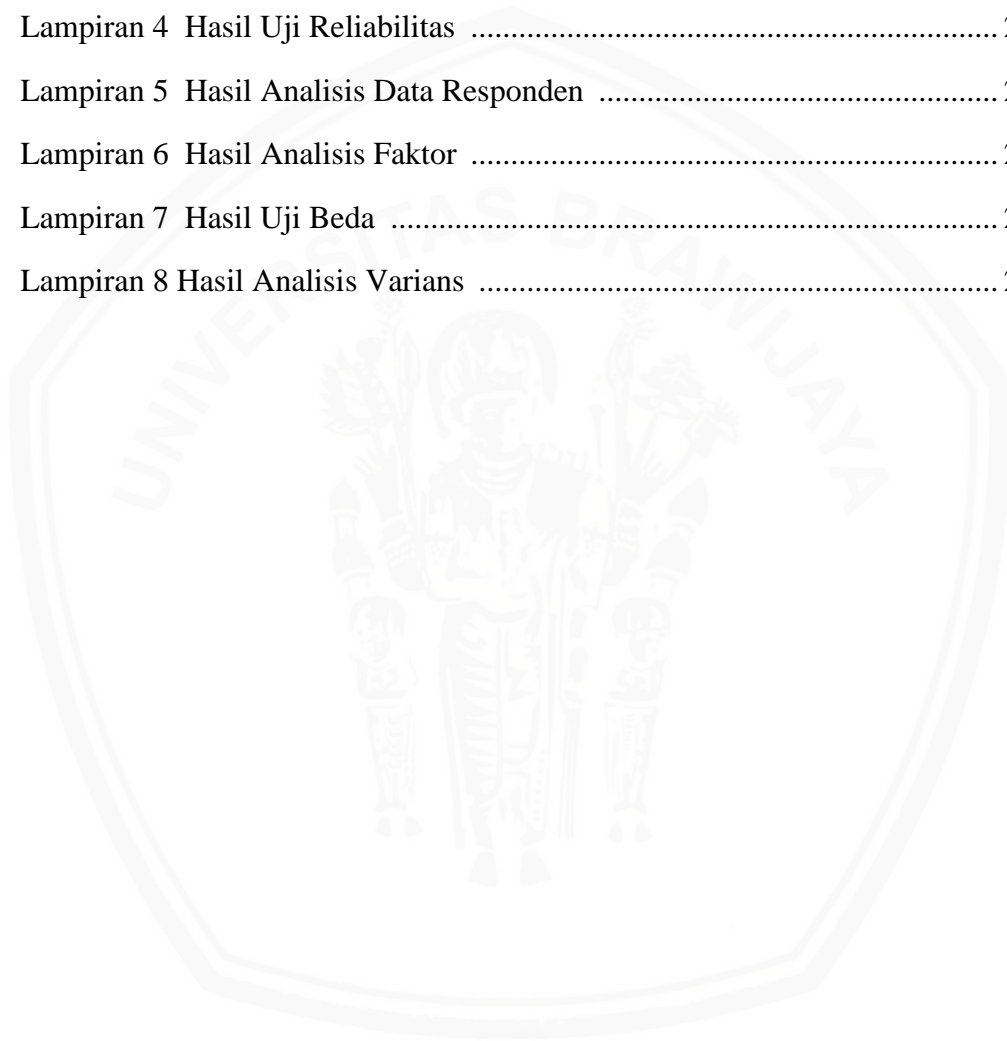 Lampiran 4  Hasil Uji Reliabilitas ............................................................................
Lampiran 5  Hasil Analisis Data Responden ..........................................................
Lampiran 6  Hasil Analisis Faktor ............................................................................
Lampiran 7  Hasil Uji Beda ........................................................................................
Lampiran 8 Hasil Analisis Varians ...........................................................................
UNIVERSITAS BRAWIJAYA